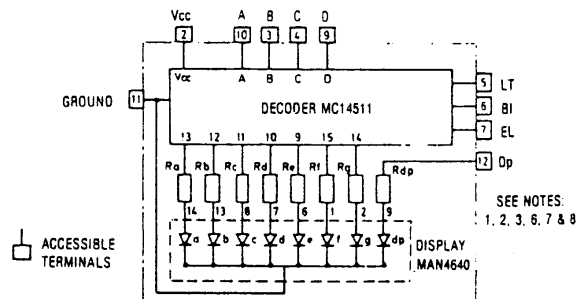 Vcc A B C D
2 10 3 4 9
Vcc A B C D
5 LT
GROUND 11
DECODER MC14511
6 BI
7 EL
13 12 11 10 9 15 14
12 Dp
Ra Rb Rc Rd Re Rf Rg Rdp
SEE NOTES:
1, 2, 3, 6, 7 & 8
14 13 8 7 6 1 2 9
a b c d e f g dp
DISPLAY
MAN4640
ACCESSIBLE
TERMINALS